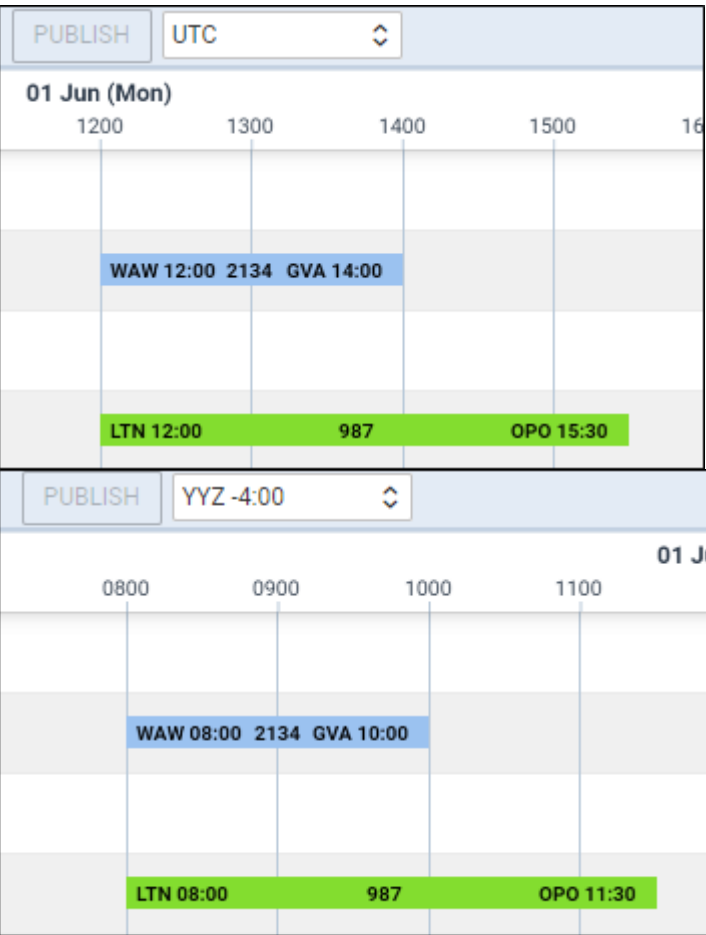 PUBLISH UTC
01 Jun (Mon)
1200 1300 1400 1500 16
WAW 12:00 2134 GVA 14:00
LTN 12:00 987 OPO 15:30
PUBLISH YYZ -4:00
01 J
0800 0900 1000 1100
WAW 08:00 2134 GVA 10:00
LTN 08:00 987 OPO 11:30